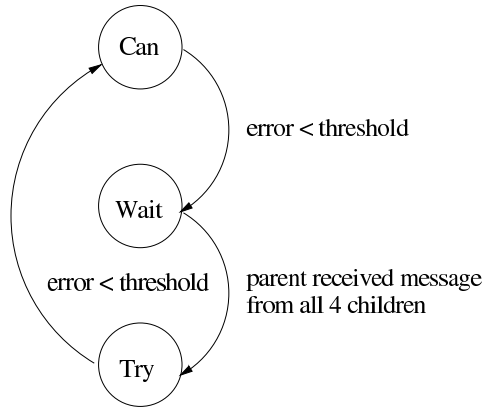 Can
error < threshold
Wait
error < threshold
parent received message
from all 4 children
Try